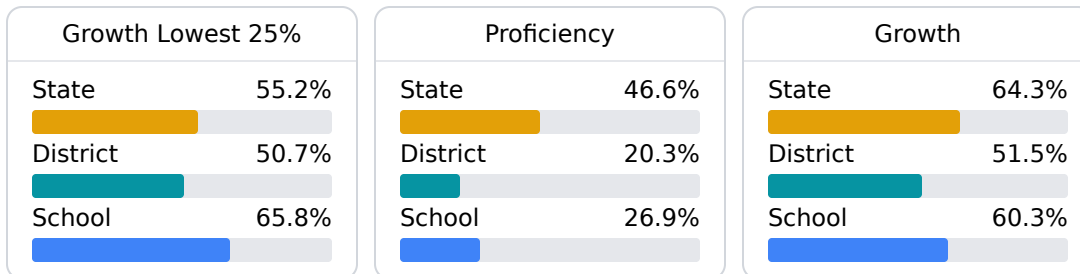 Growth Lowest 25%
State 55.2%
District 50.7%
School 65.8%
Proficiency
State 46.6%
District 20.3%
School 26.9%
Growth
State 64.3%
District 51.5%
School 60.3%